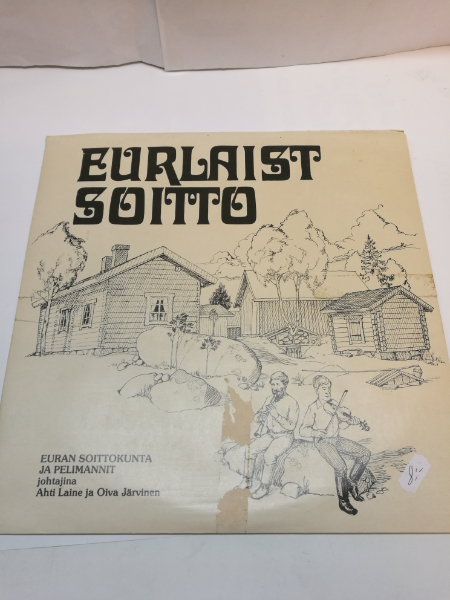 EURLAIST
SOITTO
EURAN SOITTOKUNTA
JA PELIMANNIT
johtajina
Ahti Laine ja Oiva Järvinen
8:-